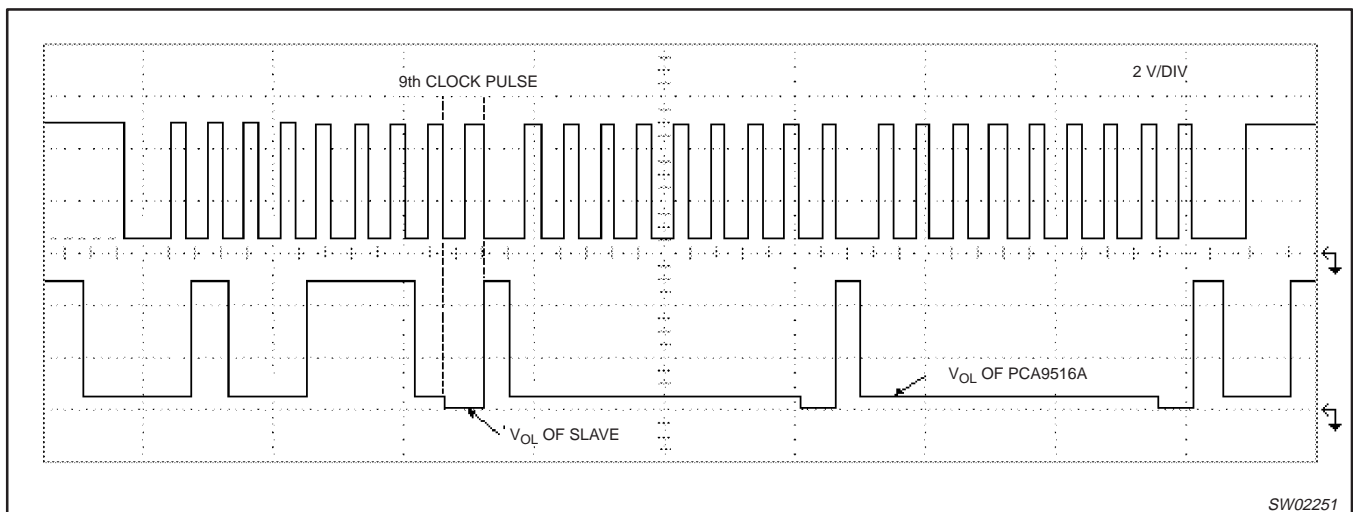 9th CLOCK PULSE
2 V/DIV
VOL OF PCA9516A
VOL OF SLAVE
SW02251